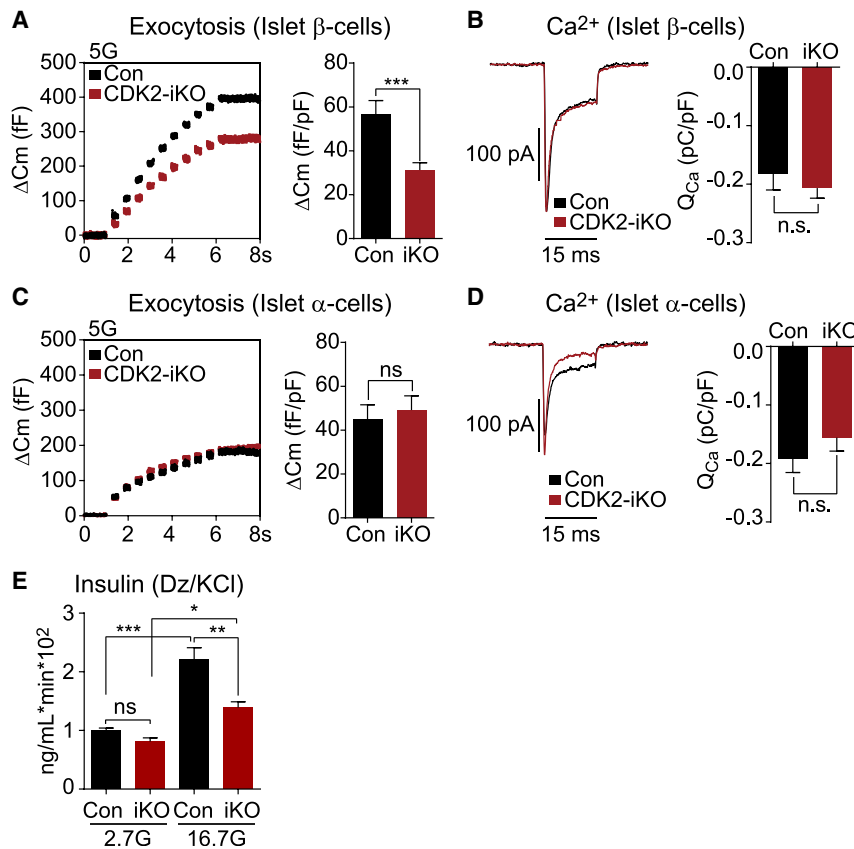 A
Exocytosis (Islet β-cells)
5G
Con
CDK2-iKO
ΔCm (fF)
500
400
300
200
100
0
0 2 4 6 8s
ΔCm (fF/pF)
80
60
40
20
0
***
Con iKO
B
Ca²⁺ (Islet β-cells)
100 pA
Con
CDK2-iKO
15 ms
Con iKO
Q_Ca (pC/pF)
0.0
-0.1
-0.2
-0.3
n.s.
C
Exocytosis (Islet α-cells)
5G
Con
CDK2-iKO
ΔCm (fF)
500
400
300
200
100
0
0 2 4 6 8s
ΔCm (fF/pF)
80
60
40
20
0
ns
Con iKO
D
Ca²⁺ (Islet α-cells)
100 pA
Con
CDK2-iKO
15 ms
Con iKO
Q_Ca (pC/pF)
0.0
-0.1
-0.2
-0.3
n.s.
E
Insulin (Dz/KCl)
ng/mL*min*10²
3
2
1
0
*
*** **
ns
Con iKO Con iKO
2.7G 16.7G